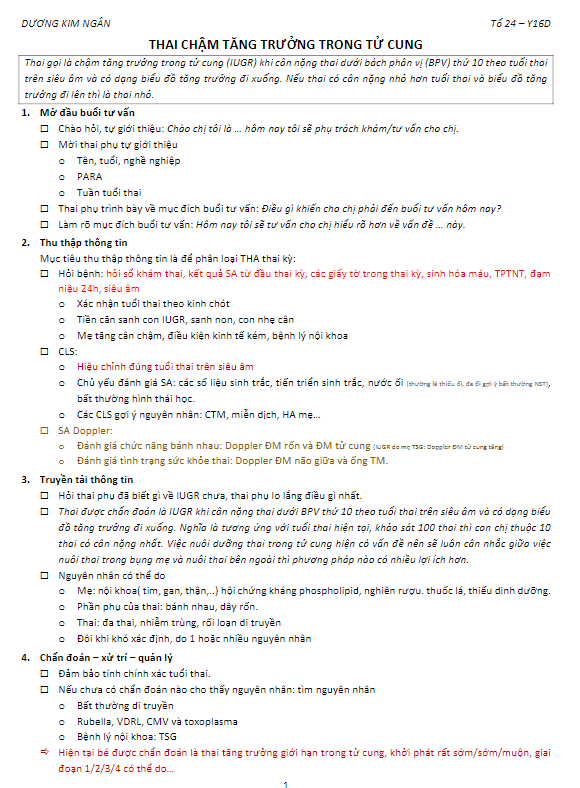 DƯƠNG KIM NGÂN
Tổ 24 – Y16D
THAI CHẬM TĂNG TRƯỞNG TRONG TỬ CUNG
Thai gọi là chậm tăng trưởng trong tử cung (IUGR) khi cân nặng thai dưới bách phân vị (BPV) thứ 10 theo tuổi thai
trên siêu âm và có dạng biểu đồ tăng trưởng đi xuống. Nếu thai có cân nặng nhỏ hơn tuổi thai và biểu đồ tăng
trưởng đi lên thì là thai nhỏ.
1. Mở đầu buổi tư vấn
☐ Chào hỏi, tự giới thiệu: Chào chị tôi là ... hôm nay tôi sẽ phụ trách khám/tư vấn cho chị.
☐ Mời thai phụ tự giới thiệu
o Tên, tuổi, nghề nghiệp
o PARA
o Tuần tuổi thai
☐ Thai phụ trình bày về mục đích buổi tư vấn: Điều gì khiến cho chị phải đến buổi tư vấn hôm nay?
☐ Làm rõ mục đích buổi tư vấn: Hôm nay tôi sẽ tư vấn cho chị hiểu rõ hơn về vấn đề ... này.
2. Thu thập thông tin
Mục tiêu thu thập thông tin là để phân loại THA thai kỳ:
☐ Hỏi bệnh: hỏi sổ khám thai, kết quả SA từ đầu thai kỳ, các giấy tờ trong thai kỳ, sinh hóa máu, TPTNT, đạm
niệu 24h, siêu âm
o Xác nhận tuổi thai theo kinh chót
o Tiền căn sanh con IUGR, sanh non, con nhẹ cân
o Mẹ tăng cân chậm, điều kiện kinh tế kém, bệnh lý nội khoa
☐ CLS:
o Hiệu chỉnh đúng tuổi thai trên siêu âm
o Chủ yếu đánh giá SA: các số liệu sinh trắc, tiến triển sinh trắc, nước ối (thường là thiểu ối, đa ối gợi ý bất thường NST),
bất thường hình thái học.
o Các CLS gợi ý nguyên nhân: CTM, miễn dịch, HA mẹ...
☐ SA Doppler:
o Đánh giá chức năng bánh nhau: Doppler ĐM rốn và ĐM tử cung (IUGR do mẹ TSG: Doppler ĐM tử cung tăng)
o Đánh giá tình trạng sức khỏe thai: Doppler ĐM não giữa và ống TM.
3. Truyền tải thông tin
☐ Hỏi thai phụ đã biết gì về IUGR chưa, thai phụ lo lắng điều gì nhất.
☐ Thai được chẩn đoán là IUGR khi cân nặng thai dưới BPV thứ 10 theo tuổi thai trên siêu âm và có dạng biểu
đồ tăng trưởng đi xuống. Nghĩa là tương ứng với tuổi thai hiện tại, khảo sát 100 thai thì con chị thuộc 10
thai có cân nặng nhất. Việc nuôi dưỡng thai trong tử cung hiện có vấn đề nên sẽ luôn cân nhắc giữa việc
nuôi thai trong bụng mẹ và nuôi thai bên ngoài thì phương pháp nào có nhiều lợi ích hơn.
☐ Nguyên nhân có thể do
o Mẹ: nội khoa( tim, gan, thận,..) hội chứng kháng phospholipid, nghiên rượu. thuốc lá, thiếu dinh dưỡng.
o Phần phụ của thai: bánh nhau, dây rốn.
o Thai: đa thai, nhiễm trùng, rối loạn di truyền
o Đôi khi khó xác định, do 1 hoặc nhiều nguyên nhân
4. Chẩn đoán – xử trí – quản lý
☐ Đảm bảo tính chính xác tuổi thai.
☐ Nếu chưa có chẩn đoán nào cho thấy nguyên nhân: tìm nguyên nhân
o Bất thường di truyền
o Rubella, VDRL, CMV và toxoplasma
o Bệnh lý nội khoa: TSG
⇨ Hiện tại bé được chẩn đoán là thai tăng trưởng giới hạn trong tử cung, khởi phát rất sớm/sớm/muộn, giai
đoạn 1/2/3/4 có thể do...
1